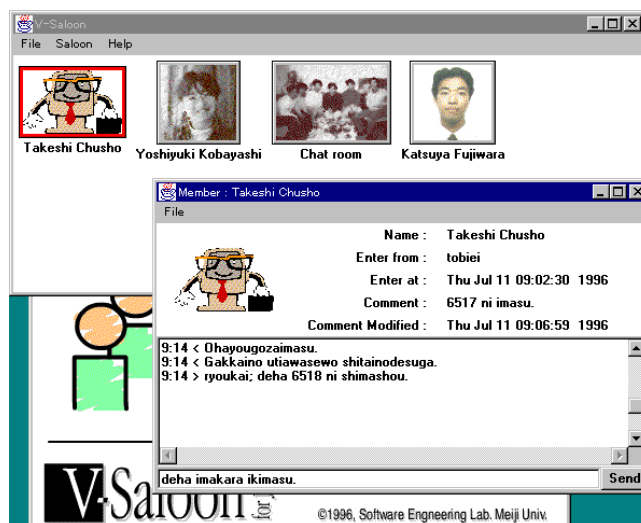 V-Saloon
File Saloon Help
Takeshi Chusho
Yoshiyuki Kobayashi
Chat room
Katsuya Fujiwara
Member : Takeshi Chusho
File
Name : Takeshi Chusho
Enter from : tobiei
Enter at : Thu Jul 11 09:02:30 1996
Comment : 6517 ni imasu.
Comment Modified : Thu Jul 11 09:06:59 1996
9:14 < Ohayougozaimasu.
9:14 < Gakkaino utiawasewo shitainodesuga.
9:14 > ryoukai; deha 6518 ni shimashou.
deha imakara ikimasu.
Send
V-Saloon
©1996, Software Engneering Lab. Meiji Univ.